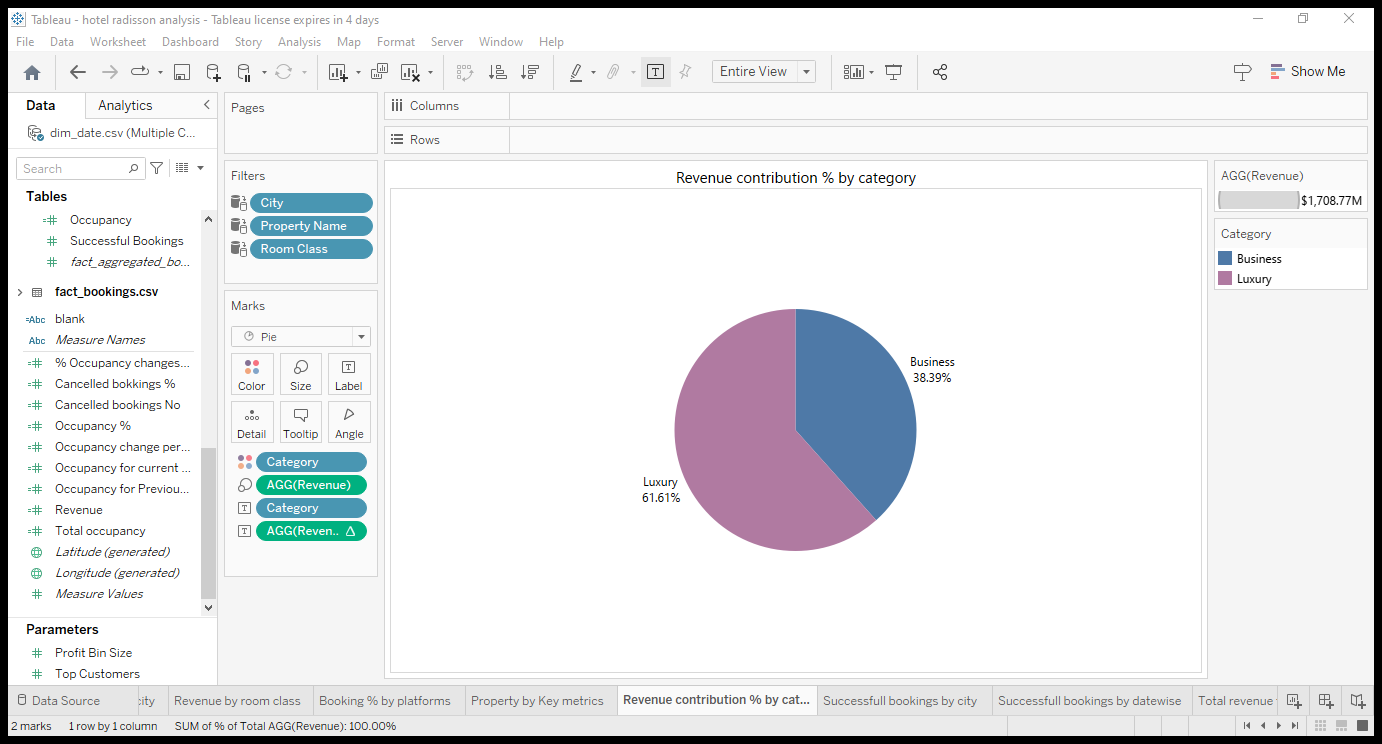 Tableau - hotel radisson analysis - Tableau license expires in 4 days
File Data Worksheet Dashboard Story Analysis Map Format Server Window Help
Entire View
Show Me
Data Analytics
dim_date.csv (Multiple C...
Search
Tables
Occupancy
Successful Bookings
fact_aggregated_bo...
fact_bookings.csv
=Abc blank
Abc Measure Names
% Occupancy changes...
Cancelled bokkings %
Cancelled bookings No
Occupancy %
Occupancy change per...
Occupancy for current ...
Occupancy for Previou...
Revenue
Total occupancy
Latitude (generated)
Longitude (generated)
Measure Values
Parameters
Profit Bin Size
Top Customers
Pages
Filters
City
Property Name
Room Class
Marks
Pie
Color Size Label
Detail Tooltip Angle
Category
AGG(Revenue)
Category
AGG(Reven.. Δ
Columns
Rows
Revenue contribution % by category
Business
38.39%
Luxury
61.61%
AGG(Revenue)
$1,708.77M
Category
Business
Luxury
Data Source city Revenue by room class Booking % by platforms Property by Key metrics Revenue contribution % by cat... Successfull bookings by city Successfull bookings by datewise Total revenue
2 marks 1 row by 1 column SUM of % of Total AGG(Revenue): 100.00%